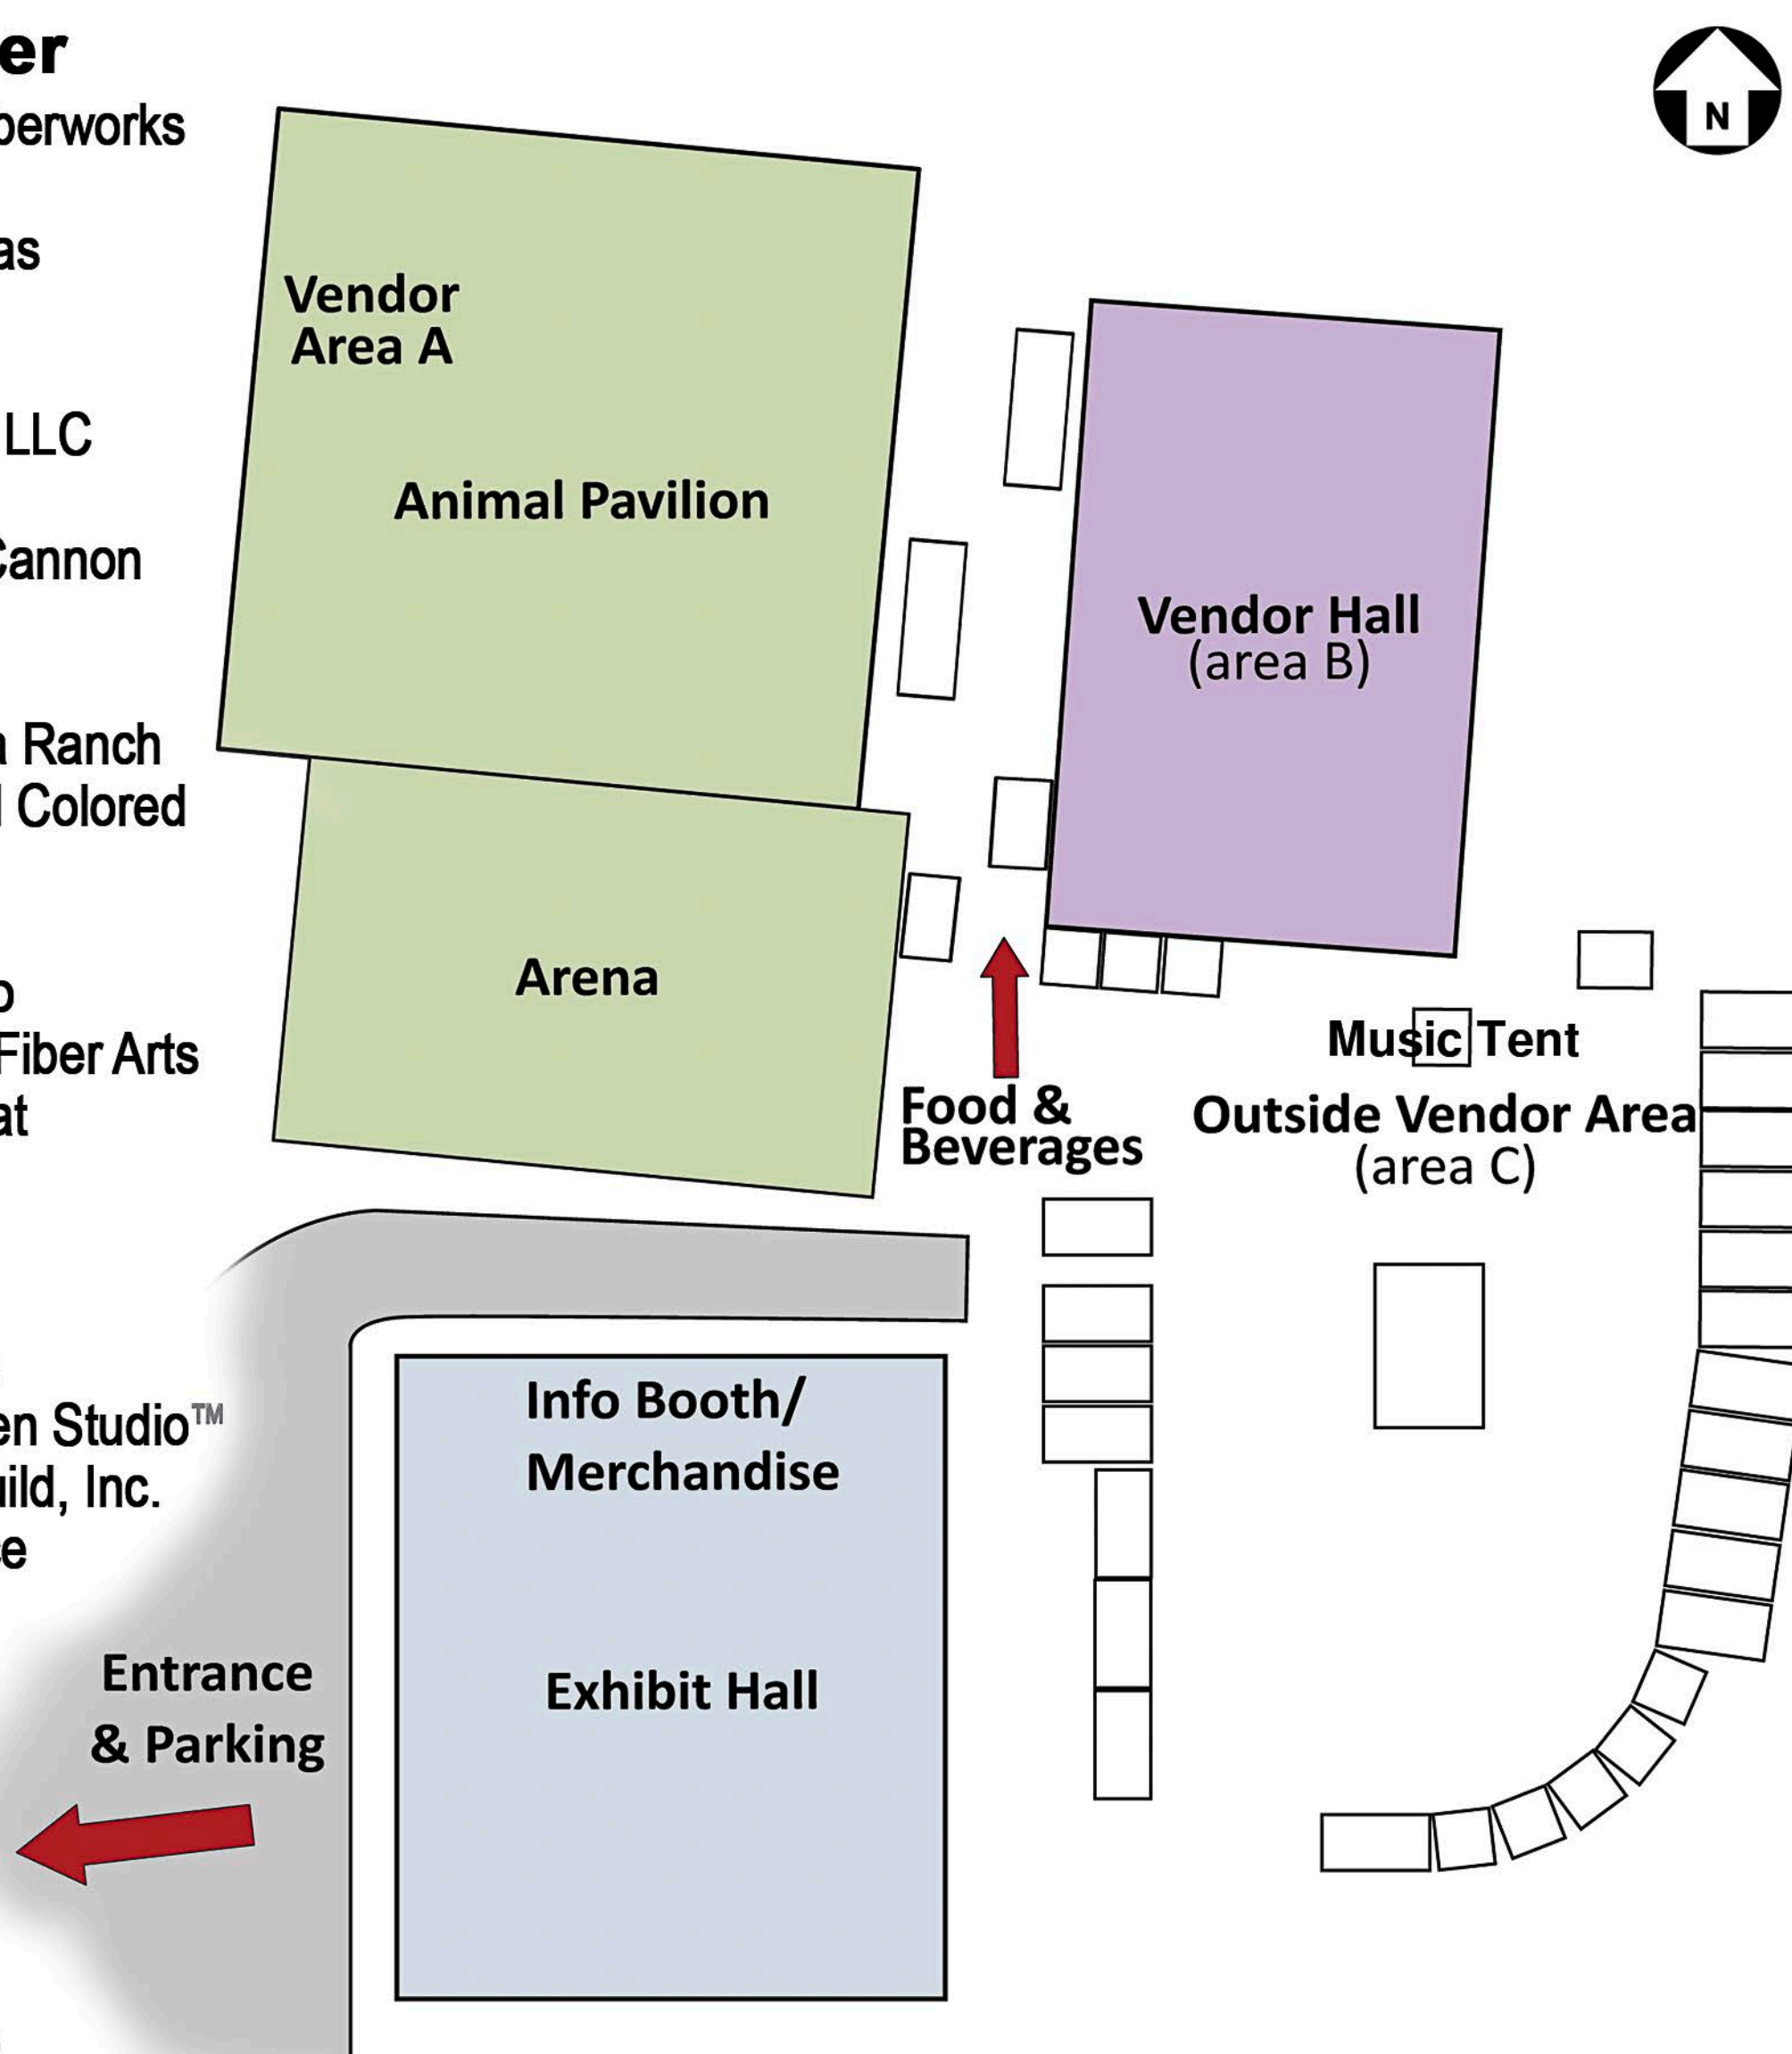 er
berworks
as
LLC
Cannon
Ranch
Colored
Fiber Arts
at
en Studio™
uild, Inc.
N
Vendor
Area A
Animal Pavilion
Vendor Hall
(area B)
Arena
Food &
Beverages
Music Tent
Outside Vendor Area
(area C)
Info Booth/
Merchandise
Exhibit Hall
Entrance
& Parking